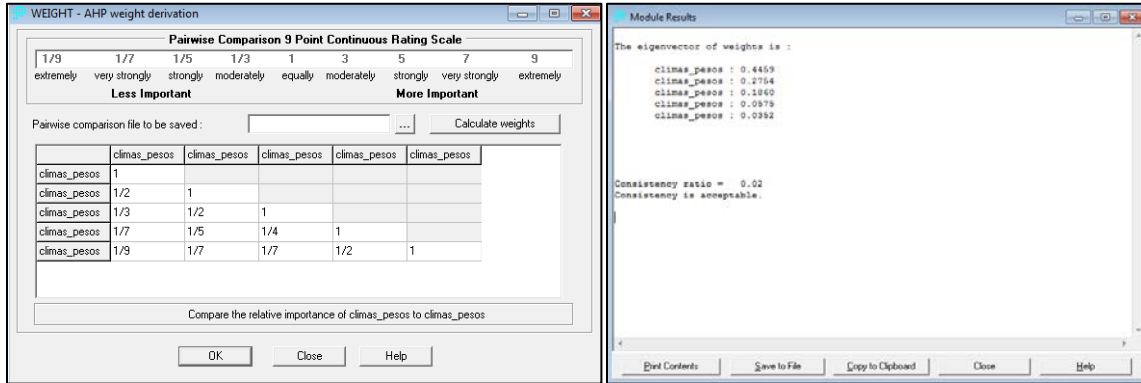 WEIGHT - AHP weight derivation
Pairwise Comparison 9 Point Continuous Rating Scale
1/9 1/7 1/5 1/3 1 3 5 7 9
extremely very strongly strongly moderately equally moderately strongly very strongly extremely
Less Important More Important
Pairwise comparison file to be saved : ... Calculate weights
climas_pesos climas_pesos climas_pesos climas_pesos climas_pesos
climas_pesos 1
climas_pesos 1/2 1
climas_pesos 1/3 1/2 1
climas_pesos 1/7 1/5 1/4 1
climas_pesos 1/9 1/7 1/7 1/2 1
Compare the relative importance of climas_pesos to climas_pesos
OK Close Help
Module Results
The eigenvector of weights is :
climas_pesos : 0.4459
climas_pesos : 0.2754
climas_pesos : 0.1860
climas_pesos : 0.0575
climas_pesos : 0.0352
Consistency ratio = 0.02
Consistency is acceptable.
Print Contents Save to File Copy to Clipboard Close Help